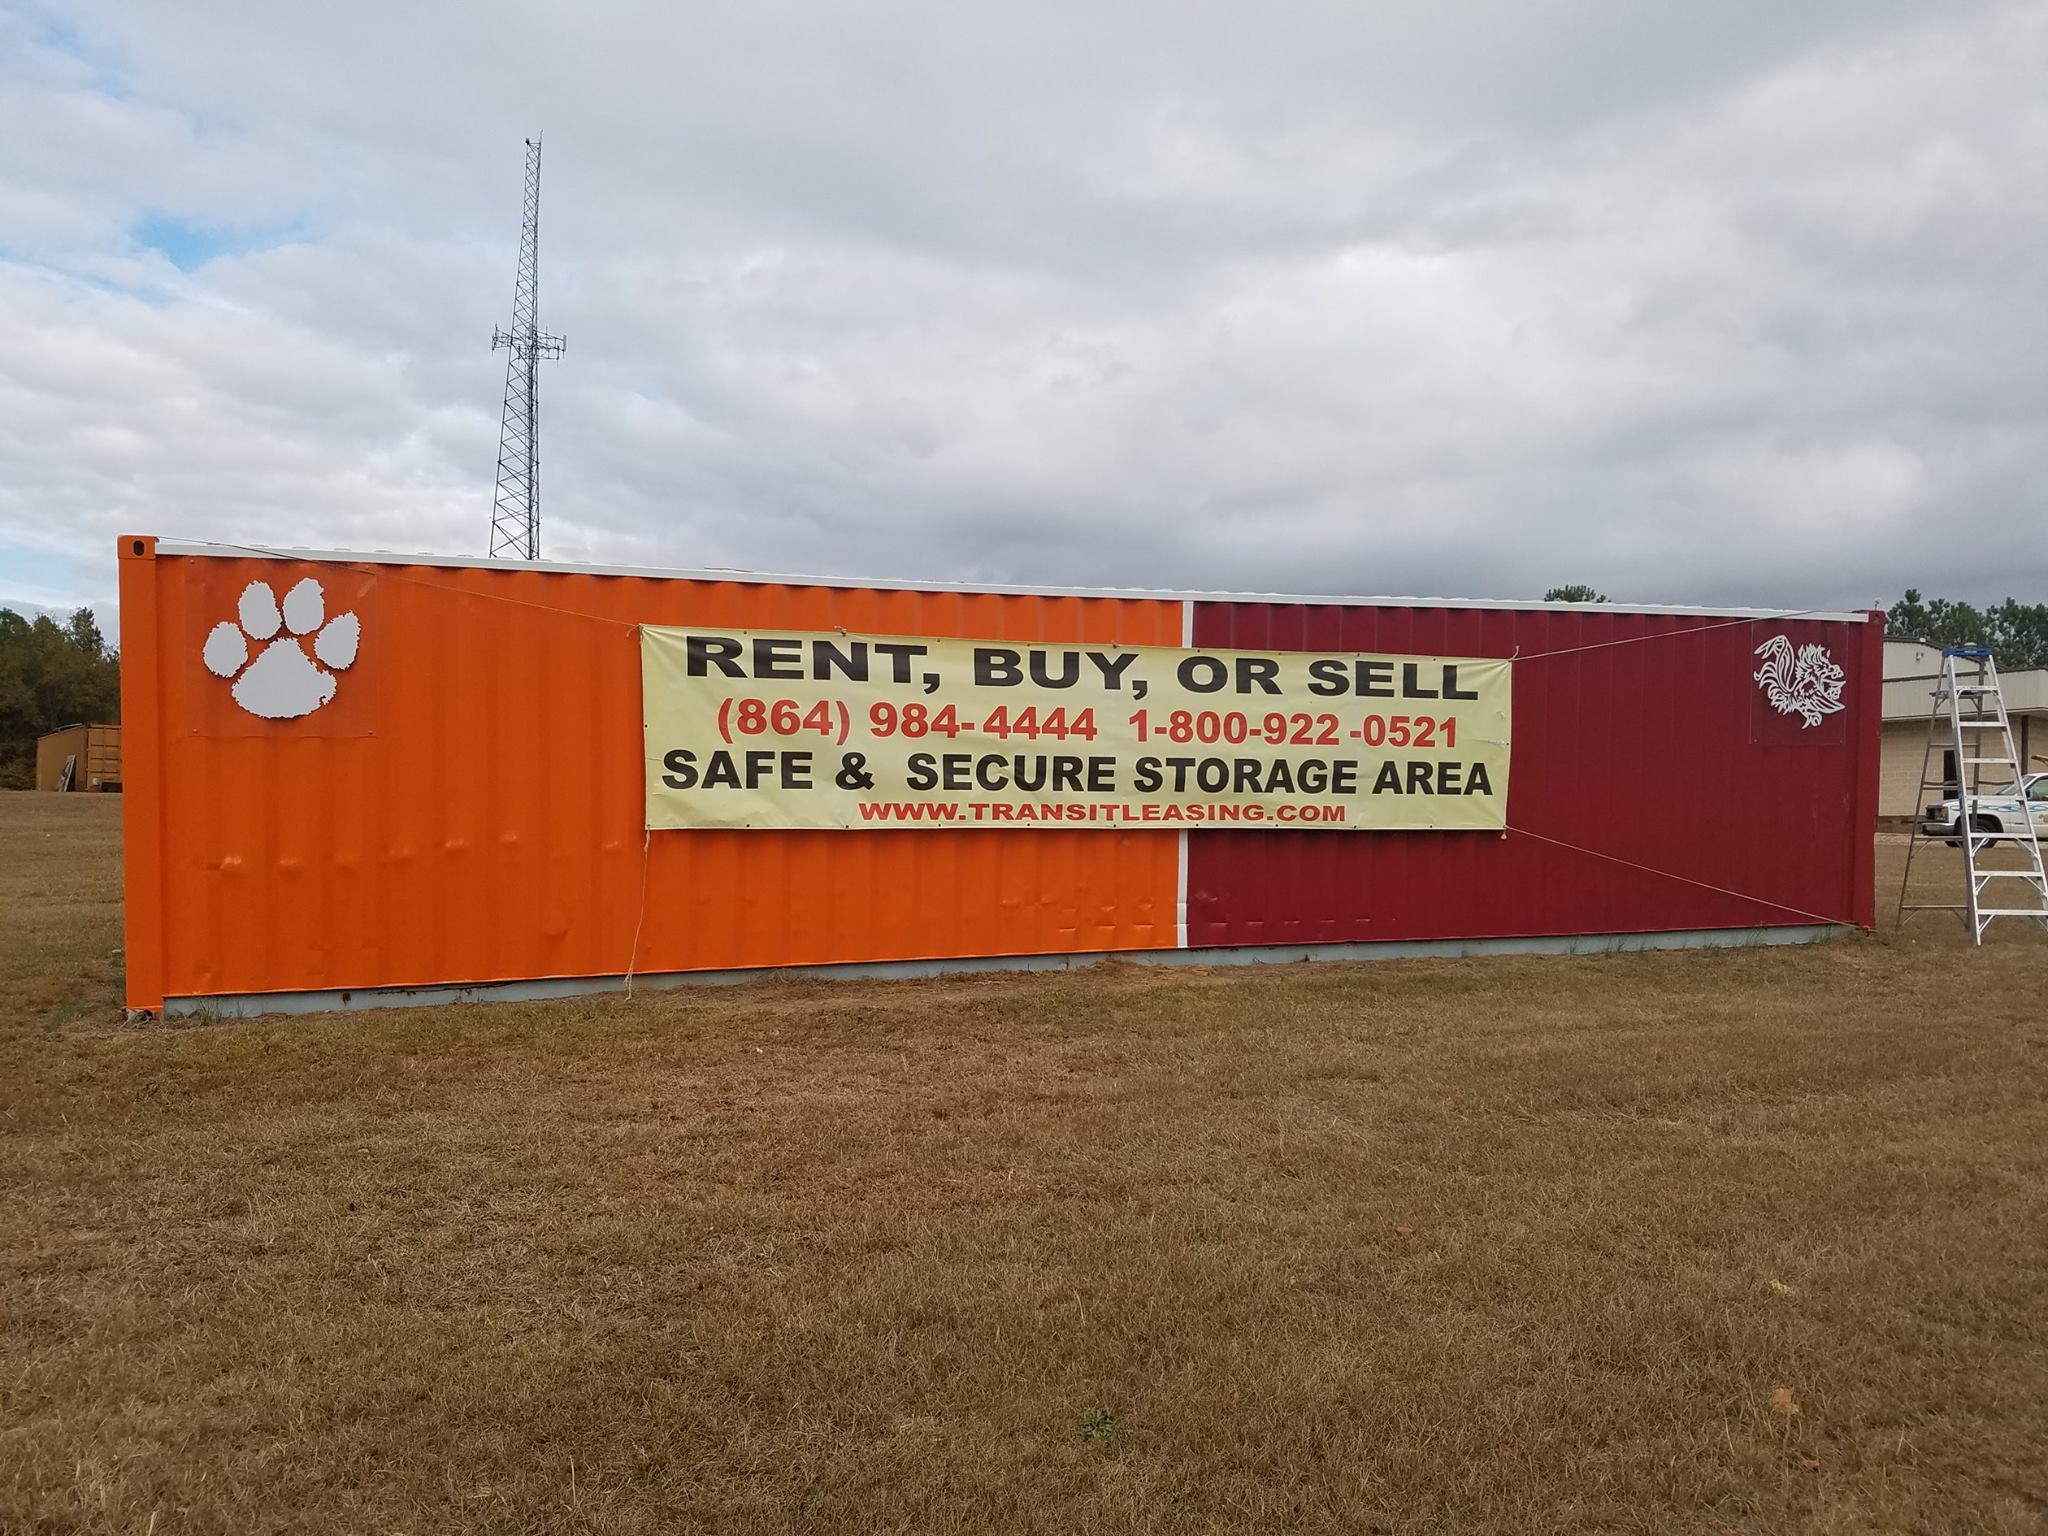 RENT, BUY, OR SELL
(864) 984-4444 1-800-922-0521
SAFE & SECURE STORAGE AREA
WWW.TRANSITLEASING.COM